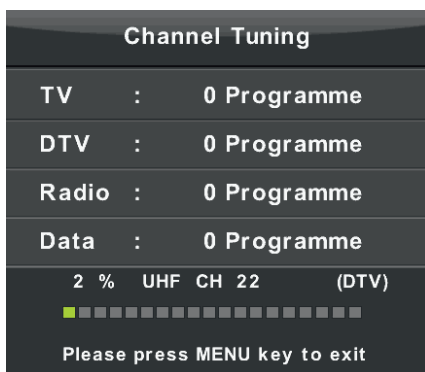 Channel Tuning
TV : 0 Programme
DTV : 0 Programme
Radio : 0 Programme
Data : 0 Programme
2 % UHF CH 22 (DTV)
Please press MENU key to exit